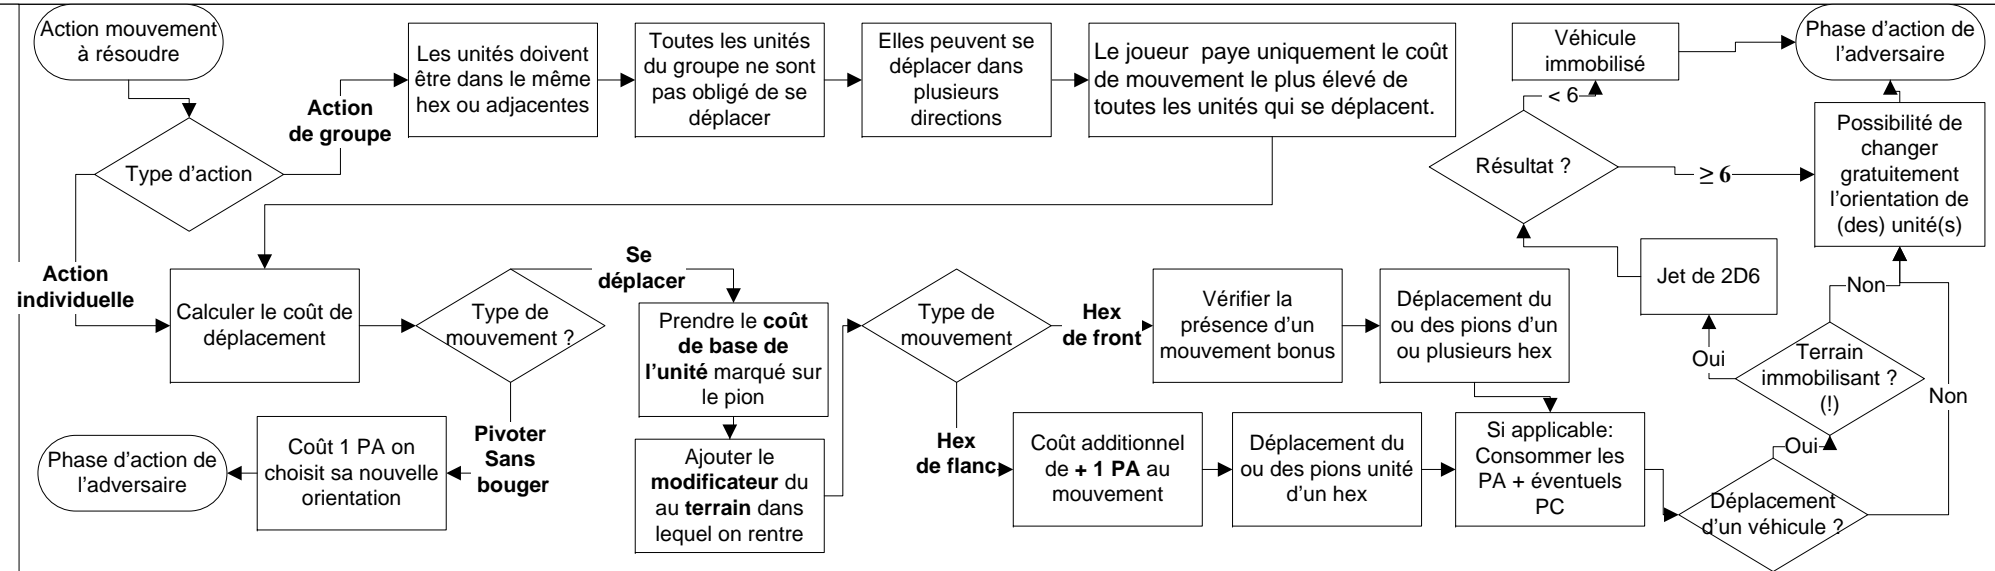 Action mouvement
à résoudre
Type d'action
Action
de groupe
Les unités doivent
être dans le même
hex ou adjacentes
Toutes les unités
du groupe ne sont
pas obligé de se
déplacer
Elles peuvent se
déplacer dans
plusieurs
directions
Le joueur paye uniquement le coût
de mouvement le plus élevé de
toutes les unités qui se déplacent.
Action
individuelle
Calculer le coût de
déplacement
Type de
mouvement ?
Se
déplacer
Pivoter
Sans
bouger
Coût 1 PA on
choisit sa nouvelle
orientation
Phase d'action de
l'adversaire
Prendre le coût
de base de
l'unité marqué sur
le pion
Ajouter le
modificateur du
au terrain dans
lequel on rentre
Type de
mouvement
Hex
de front
Vérifier la
présence d'un
mouvement bonus
Déplacement du
ou des pions d'un
ou plusieurs hex
Hex
de flanc
Coût additionnel
de + 1 PA au
mouvement
Déplacement du
ou des pions unité
d'un hex
Si applicable:
Consommer les
PA + éventuels
PC
Déplacement
d'un véhicule ?
Oui
Non
Terrain
immobilisant ?
(!)
Oui
Non
Jet de 2D6
Résultat ?
< 6
≥ 6
Véhicule
immobilisé
Possibilité de
changer
gratuitement
l'orientation de
(des) unité(s)
Phase d'action de
l'adversaire